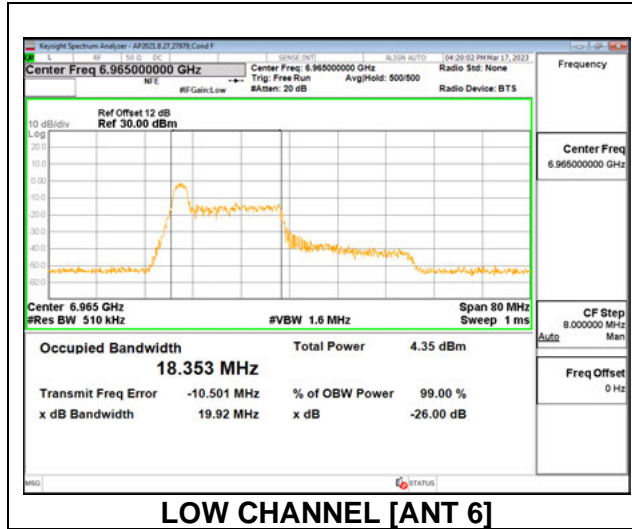 Keysight Spectrum Analyzer - AP2021.8.27,27979,Cond F
L RF 50 Ω DC SENSE:INT ALIGN AUTO 04:20:02 PM Mar 17, 2023
Center Freq 6.965000000 GHz Center Freq: 6.965000000 GHz Radio Std: None Frequency
NFE Trig: Free Run Avg|Hold: 500/500
#IFGain:Low #Atten: 20 dB Radio Device: BTS
Ref Offset 12 dB
10 dB/div Ref 30.00 dBm
Log
20.0
10.0
0.00
-10.0
-20.0
-30.0
-40.0
-50.0
-60.0
Center Freq
6.965000000 GHz
Center 6.965 GHz Span 80 MHz
#Res BW 510 kHz #VBW 1.6 MHz Sweep 1 ms
CF Step
8.000000 MHz
Auto Man
Occupied Bandwidth Total Power 4.35 dBm
18.353 MHz
Transmit Freq Error -10.501 MHz % of OBW Power 99.00 %
x dB Bandwidth 19.92 MHz x dB -26.00 dB
Freq Offset
0 Hz
MSG STATUS
LOW CHANNEL [ANT 6]